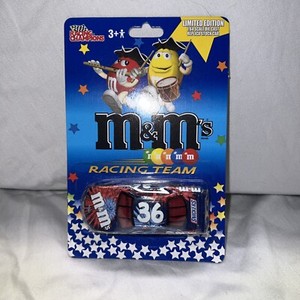 RACING CHAMPIONS
3+
LIMITED EDITION
m&m's
RACING TEAM
m&m's
36